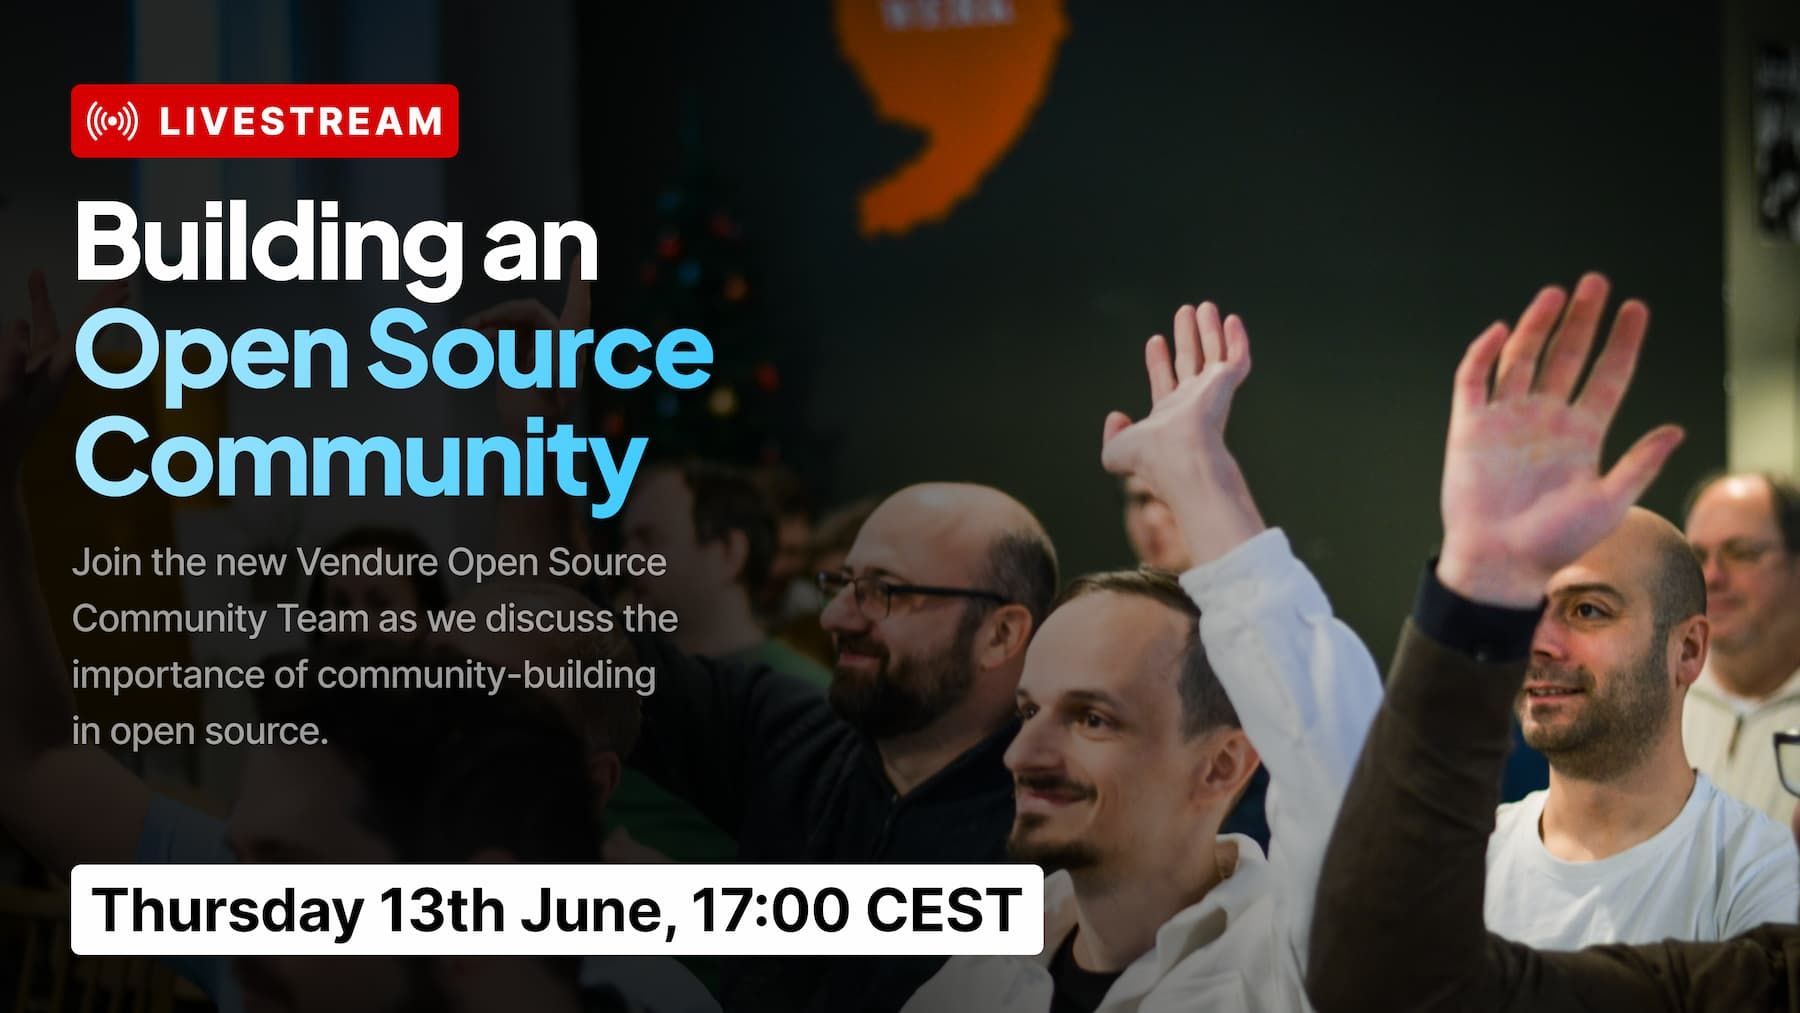 LIVESTREAM
Building an
Open Source
Community
Join the new Vendure Open Source
Community Team as we discuss the
importance of community-building
in open source.
Thursday 13th June, 17:00 CEST